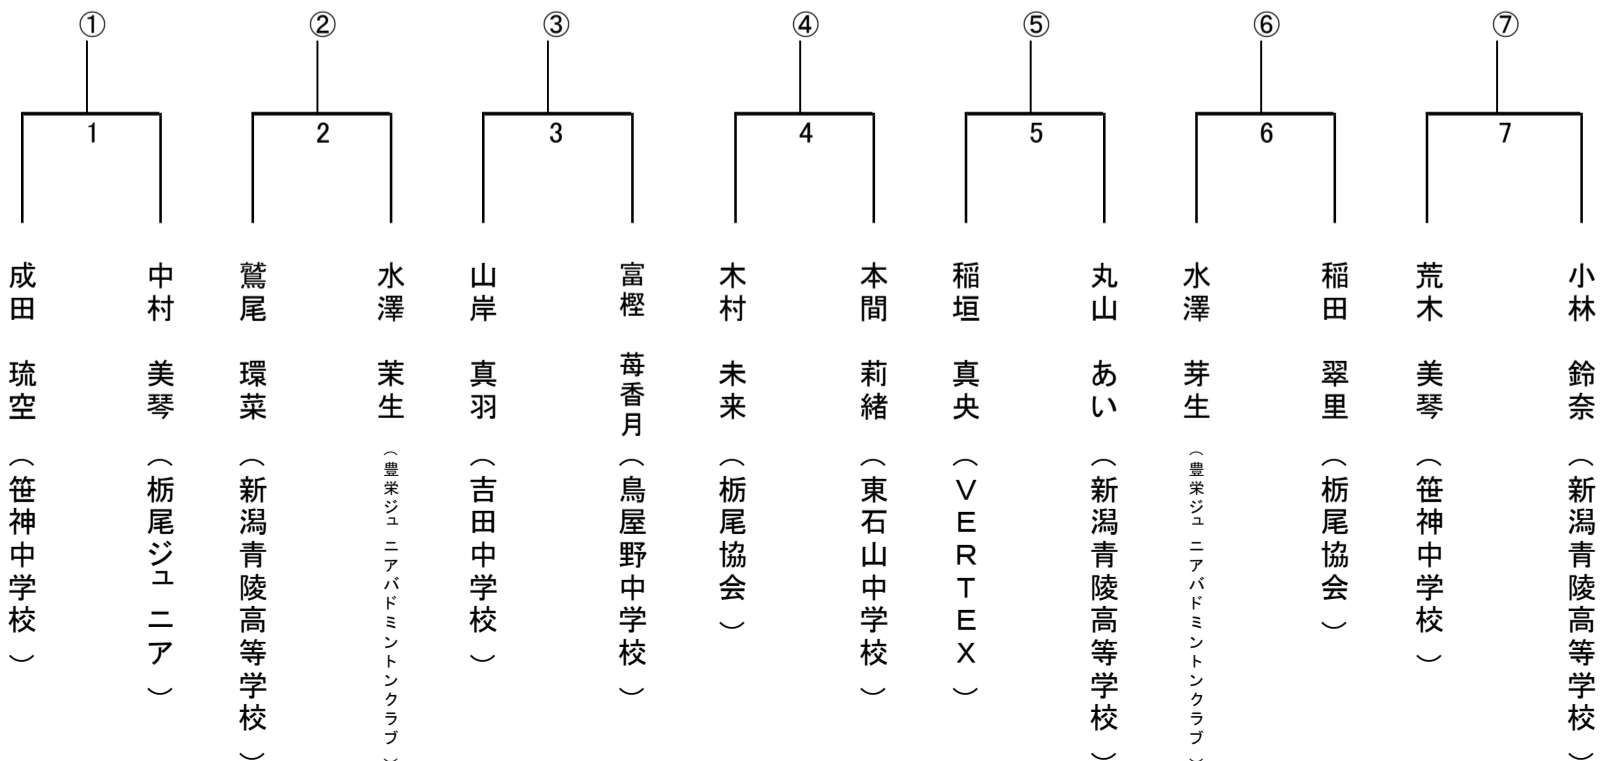 ① ② ③ ④ ⑤ ⑥ ⑦
1 2 3 4 5 6 7
成田 琉空 (笹神中学校)
中村 美琴 (栃尾ジュニア)
鷲尾 環菜 (新潟青陵高等学校)
水澤 茉生 (豊栄ジュニアバドミントンクラブ)
山岸 真羽 (吉田中学校)
富樫 苺香月 (鳥屋野中学校)
木村 未来 (栃尾協会)
本間 莉緒 (東石山中学校)
稲垣 真央 (VERTEX)
丸山 あい (新潟青陵高等学校)
水澤 芽生 (豊栄ジュニアバドミントンクラブ)
稲田 翠里 (栃尾協会)
荒木 美琴 (笹神中学校)
小林 鈴奈 (新潟青陵高等学校)